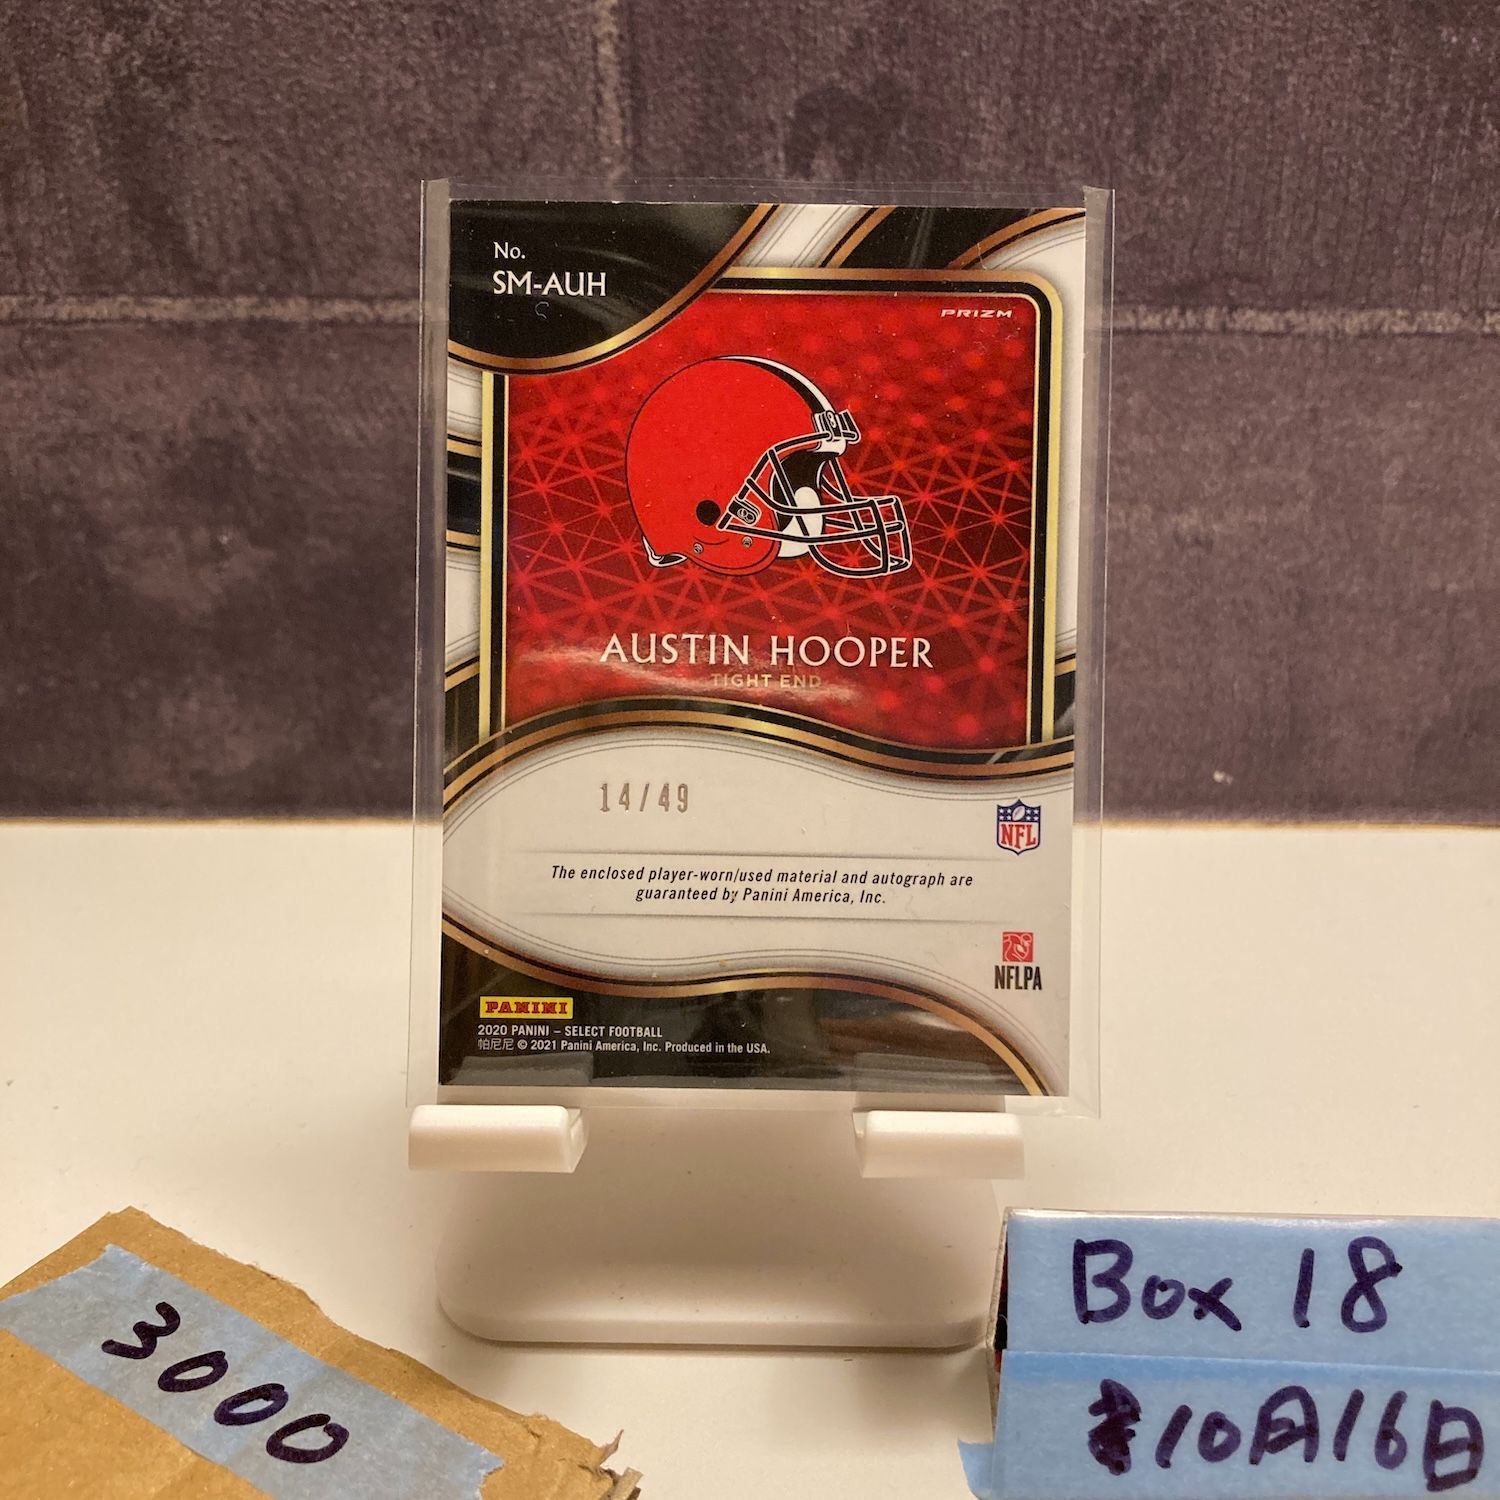 No.
SM-AUH
PRIZM
AUSTIN HOOPER
TIGHT END
14/49
NFL
The enclosed player-worn/used material and autograph are
guaranteed by Panini America, Inc.
NFLPA
PANINI
2020 PANINI – SELECT FOOTBALL
帕尼尼 © 2021 Panini America, Inc. Produced in the USA.
3000
Box 18
10月16日